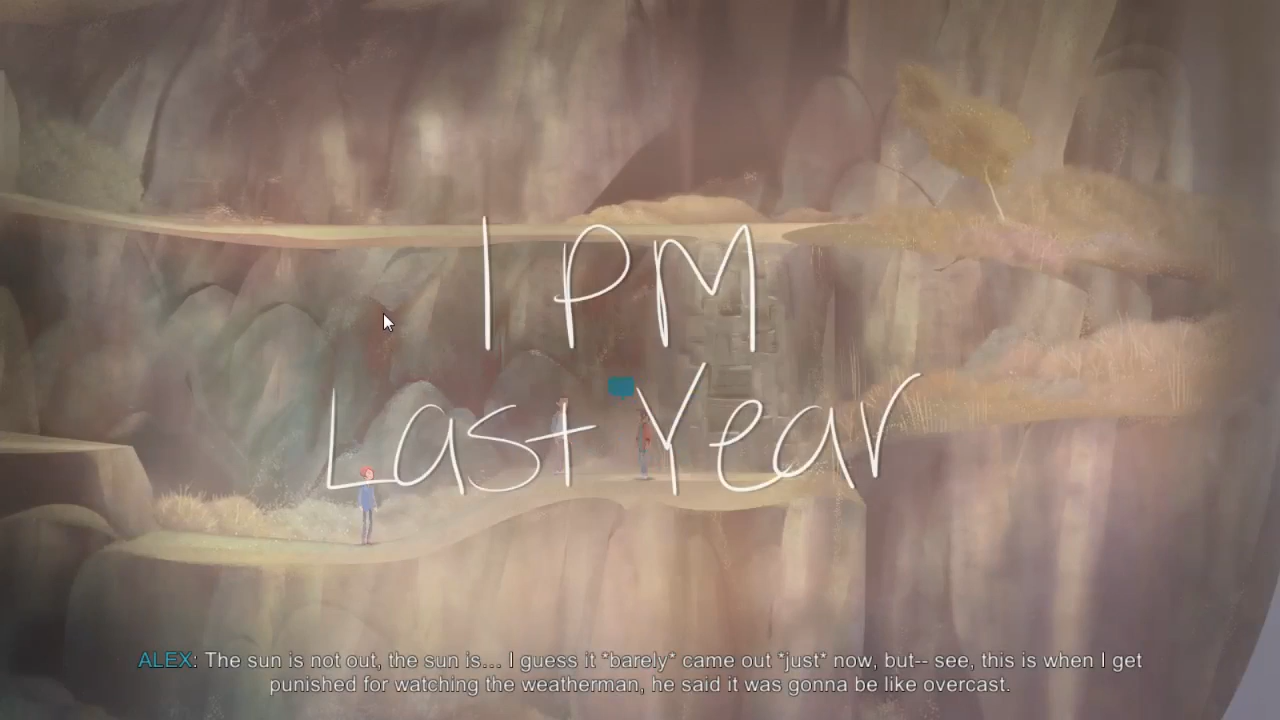 1 PM
Last Year
ALEX: The sun is not out, the sun is... I guess it *barely* came out *just* now, but-- see, this is when I get
punished for watching the weatherman, he said it was gonna be like overcast.